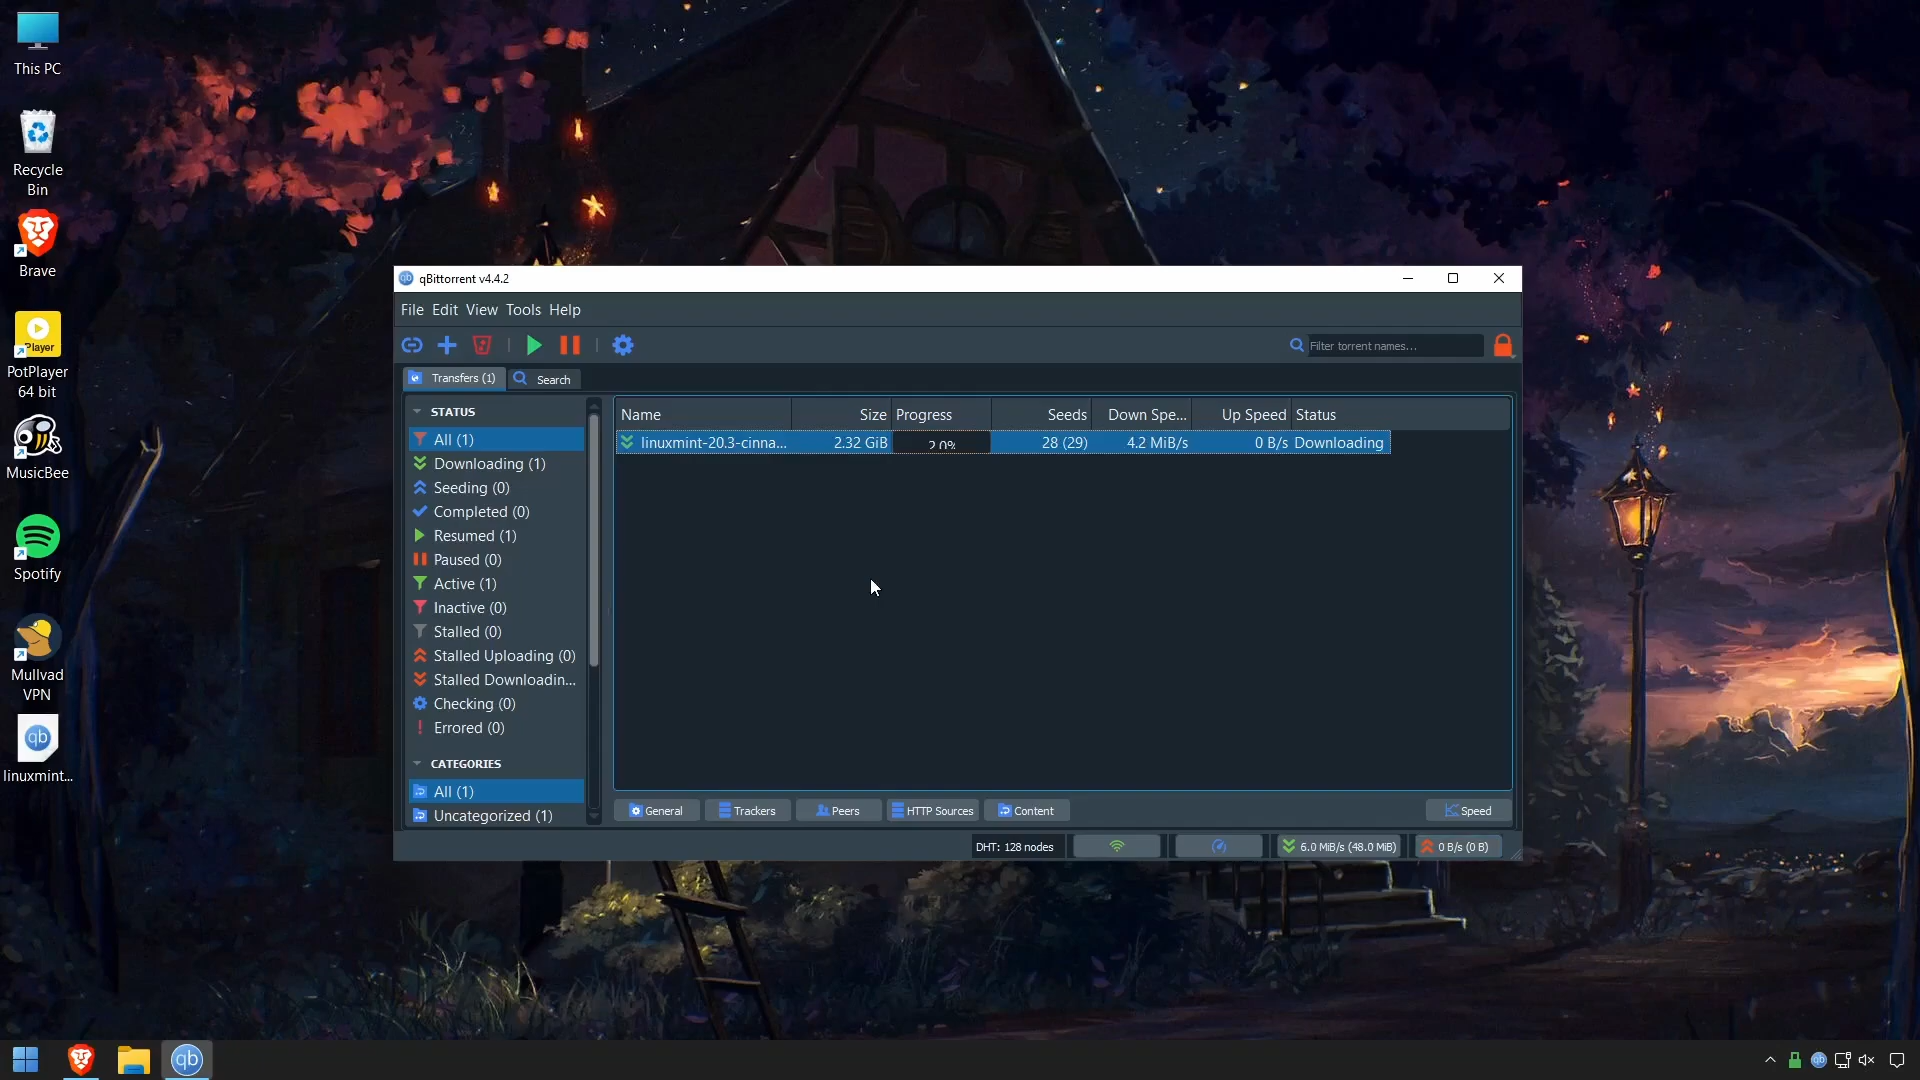 This PC
Recycle
Bin
Brave
Player
PotPlayer
64 bit
MusicBee
Spotify
Mullvad
VPN
qb
linuxmint...
qb qBittorrent v4.4.2
File Edit View Tools Help
Filter torrent names...
Transfers (1) Search
STATUS
All (1)
Downloading (1)
Seeding (0)
Completed (0)
Resumed (1)
Paused (0)
Active (1)
Inactive (0)
Stalled (0)
Stalled Uploading (0)
Stalled Downloadin...
Checking (0)
Errored (0)
CATEGORIES
All (1)
Uncategorized (1)
Name Size Progress Seeds Down Spe... Up Speed Status
linuxmint-20.3-cinna... 2.32 GiB 2.0% 28 (29) 4.2 MiB/s 0 B/s Downloading
General Trackers Peers HTTP Sources Content Speed
DHT: 128 nodes 6.0 MiB/s (48.0 MiB) 0 B/s (0 B)
qb